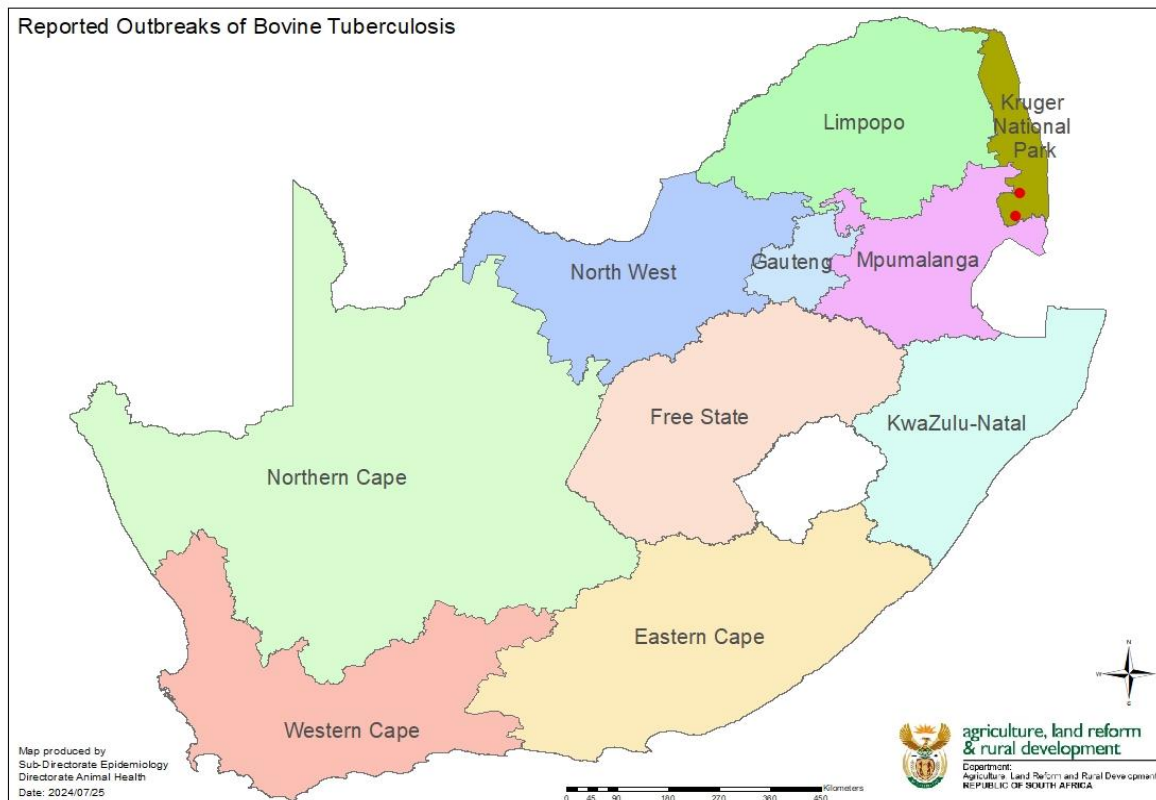 Reported Outbreaks of Bovine Tuberculosis
Limpopo
Kruger
National
Park
North West
Gauteng
Mpumalanga
Free State
KwaZulu-Natal
Northern Cape
Eastern Cape
Western Cape
N
W
S
Map produced by
Sub-Directorate Epidemiology
Directorate Animal Health
Date: 2024/07/25
Kilometers
0 45 90 180 270 360 450
agriculture, land reform
& rural development
Department:
Agriculture, Land Reform and Rural Development
REPUBLIC OF SOUTH AFRICA